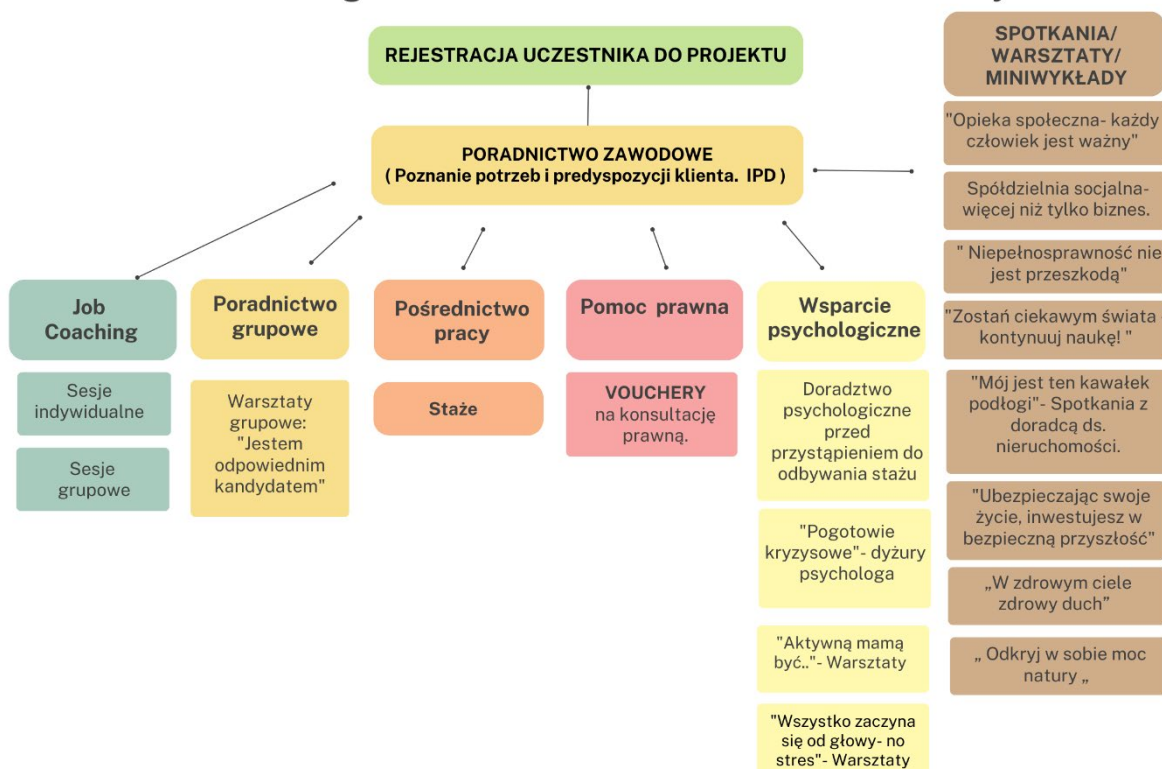 REJESTRACJA UCZESTNIKA DO PROJEKTU
PORADNICTWO ZAWODOWE
( Poznanie potrzeb i predyspozycji klienta. IPD )
Job
Coaching
Sesje
indywidualne
Sesje
grupowe
Poradnictwo
grupowe
Warsztaty
grupowe:
"Jestem
odpowiednim
kandydatem"
Pośrednictwo
pracy
Staże
Pomoc prawna
VOUCHERY
na konsultację
prawną.
Wsparcie
psychologiczne
Doradztwo
psychologiczne
przed
przystąpieniem do
odbywania stażu
"Pogotowie
kryzysowe"- dyżury
psychologa
"Aktywną mamą
być.."- Warsztaty
"Wszystko zaczyna
się od głowy- no
stres"- Warsztaty
SPOTKANIA/
WARSZTATY/
MINIWYKŁADY
"Opieka społeczna- każdy
człowiek jest ważny"
Spółdzielnia socjalna-
więcej niż tylko biznes.
" Niepełnosprawność nie
jest przeszkodą"
"Zostań ciekawym świata
kontynuuj naukę! "
"Mój jest ten kawałek
podłogi"- Spotkania z
doradcą ds.
nieruchomości.
"Ubezpieczając swoje
życie, inwestujesz w
bezpieczną przyszłość"
„W zdrowym ciele
zdrowy duch”
„ Odkryj w sobie moc
natury „